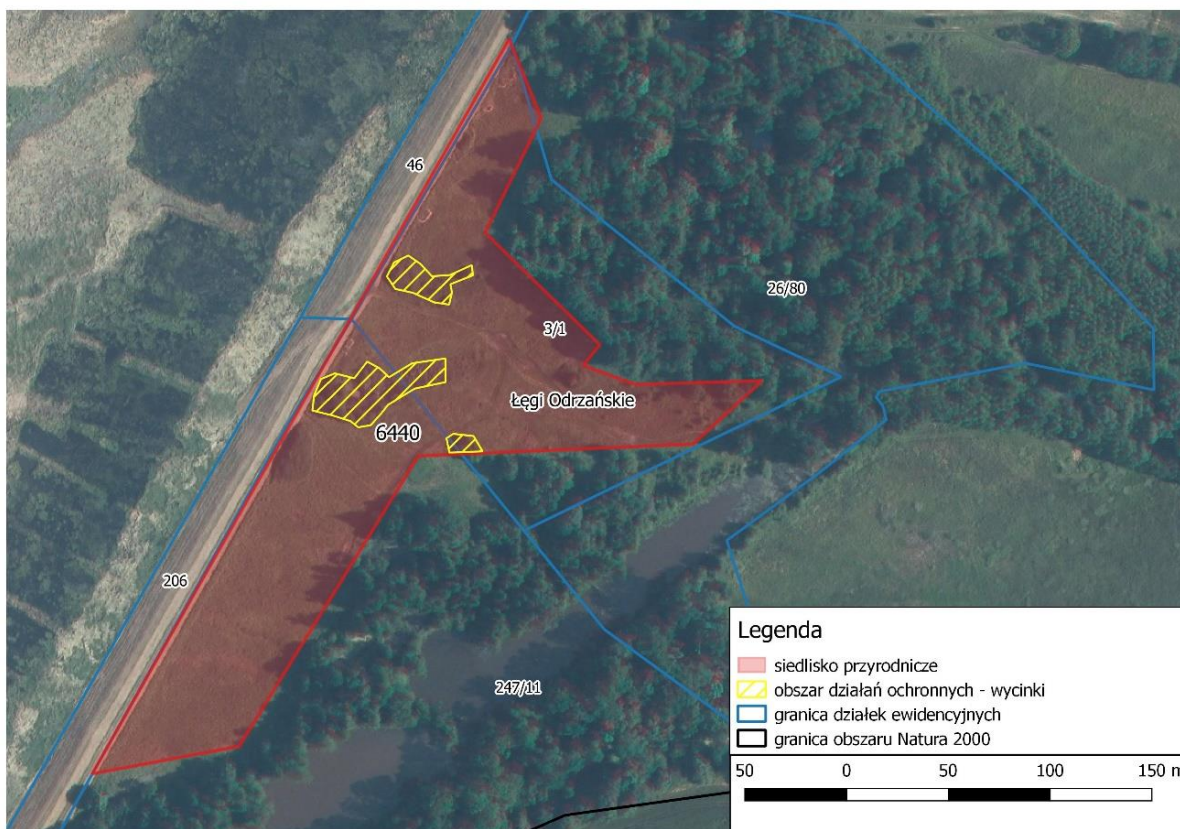 46
26/80
3/1
Łęgi Odrzańskie
6440
206
247/11
Legenda
siedlisko przyrodnicze
obszar działań ochronnych - wycinki
granica działek ewidencyjnych
granica obszaru Natura 2000
50 0 50 100 150 m